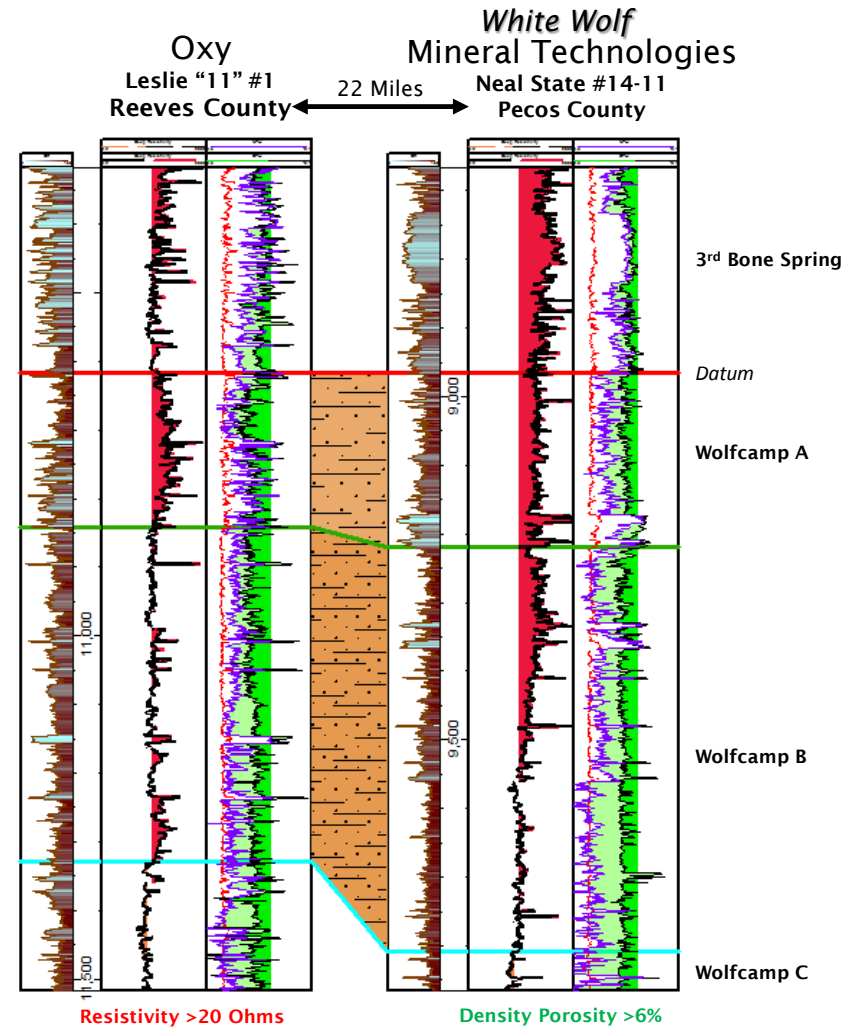 Oxy
Leslie “11” #1
Reeves County
22 Miles
White Wolf
Mineral Technologies
Neal State #14-11
Pecos County
3rd Bone Spring
Datum
9,000
Wolfcamp A
11,000
9,500
Wolfcamp B
11,500
Wolfcamp C
Resistivity >20 Ohms
Density Porosity >6%